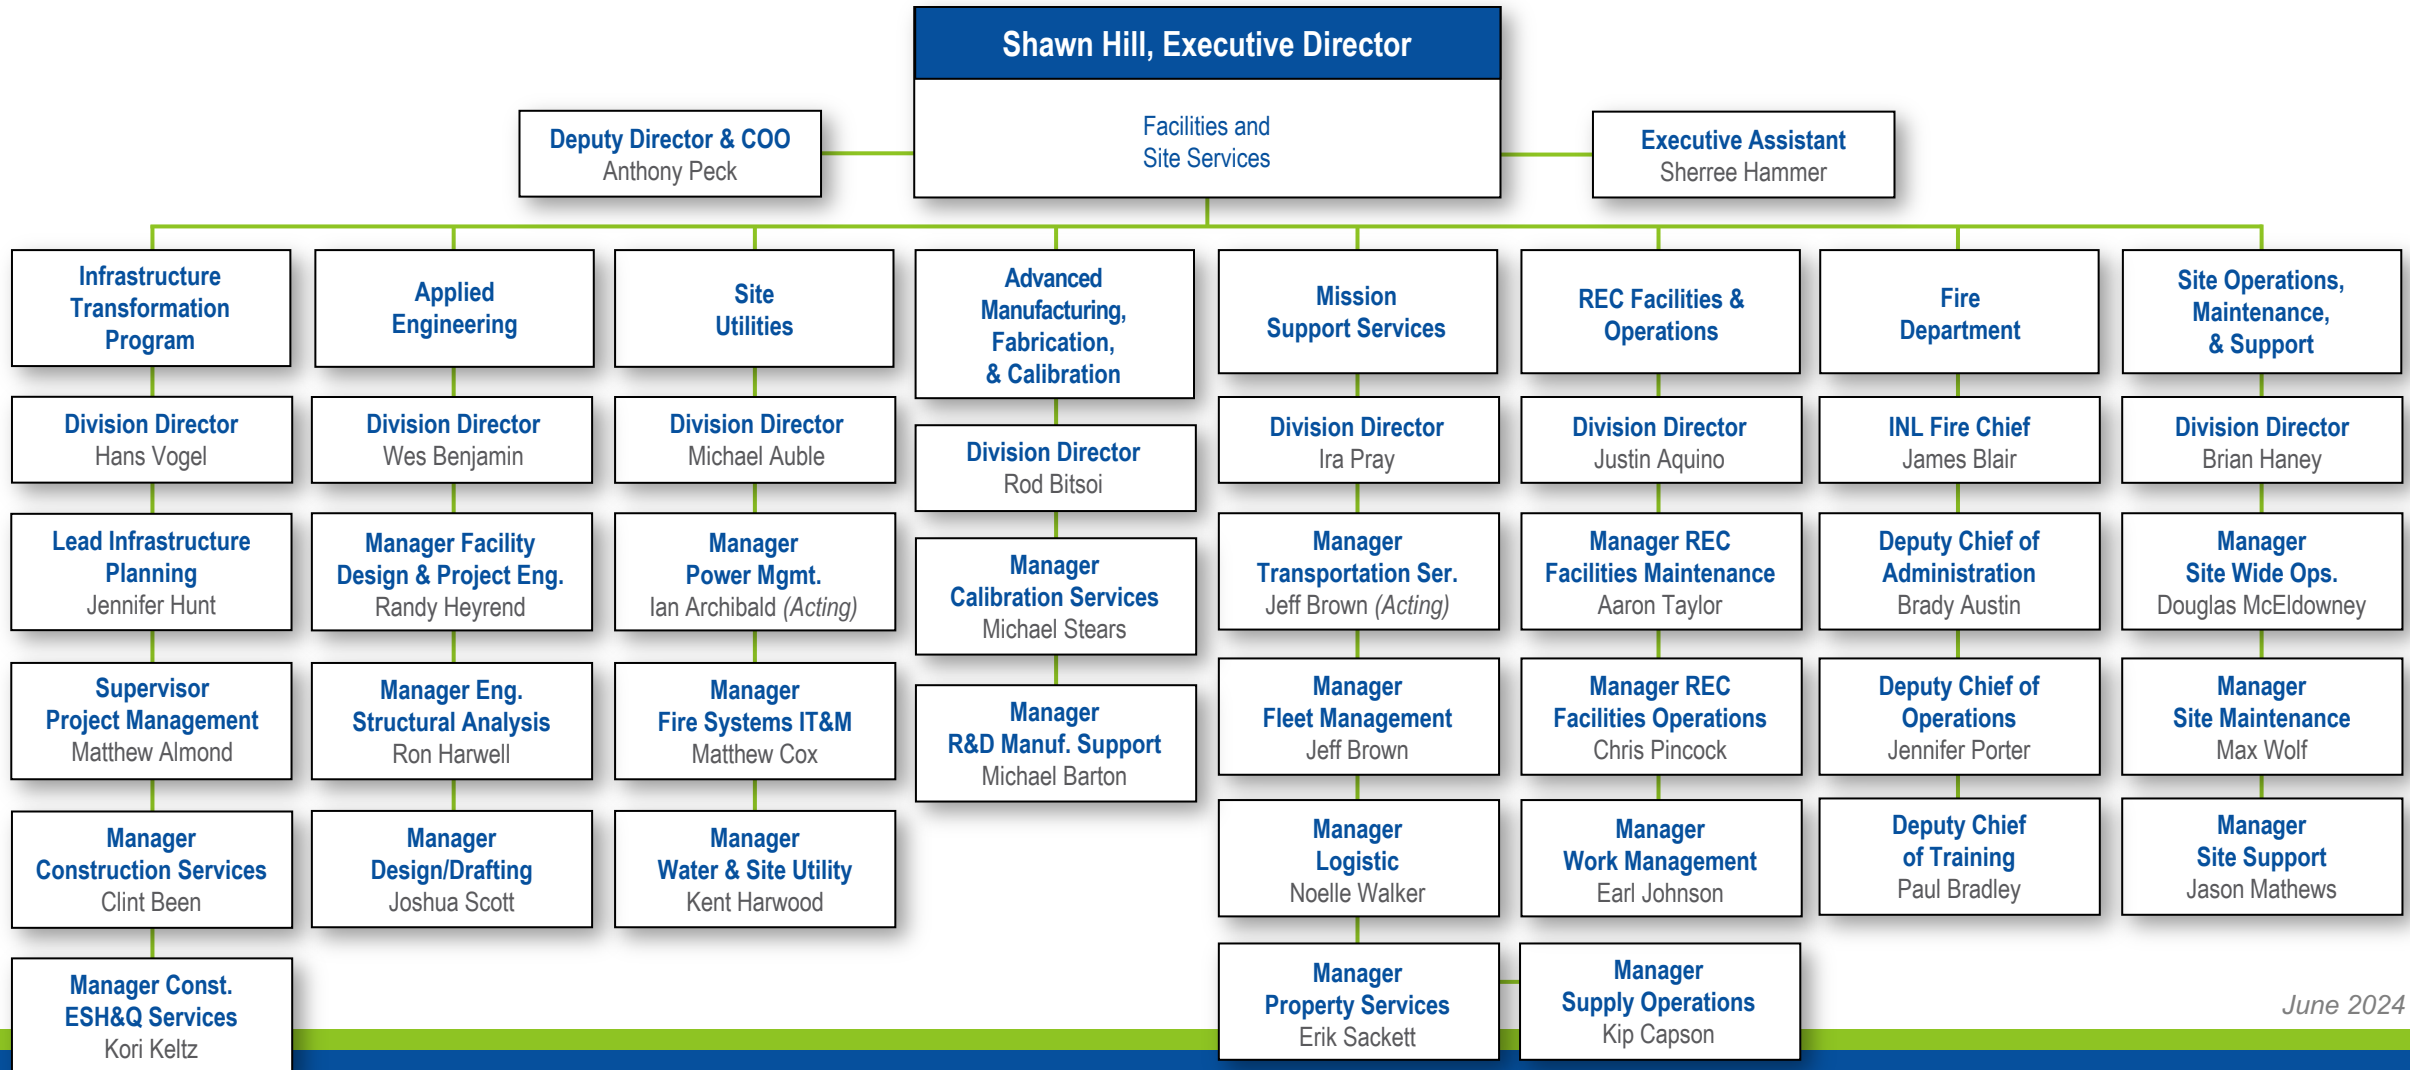 Shawn Hill, Executive Director
Facilities and
Site Services
Deputy Director & COO
Anthony Peck
Executive Assistant
Sherree Hammer
Infrastructure
Transformation
Program
Division Director
Hans Vogel
Lead Infrastructure
Planning
Jennifer Hunt
Supervisor
Project Management
Matthew Almond
Manager
Construction Services
Clint Been
Manager Const.
ESH&Q Services
Kori Keltz
Applied
Engineering
Division Director
Wes Benjamin
Manager Facility
Design & Project Eng.
Randy Heyrend
Manager Eng.
Structural Analysis
Ron Harwell
Manager
Design/Drafting
Joshua Scott
Site
Utilities
Division Director
Michael Auble
Manager
Power Mgmt.
Ian Archibald (Acting)
Manager
Fire Systems IT&M
Matthew Cox
Manager
Water & Site Utility
Kent Harwood
Advanced
Manufacturing,
Fabrication,
& Calibration
Division Director
Rod Bitsoi
Manager
Calibration Services
Michael Stears
Manager
R&D Manuf. Support
Michael Barton
Mission
Support Services
Division Director
Ira Pray
Manager
Transportation Ser.
Jeff Brown (Acting)
Manager
Fleet Management
Jeff Brown
Manager
Logistic
Noelle Walker
Manager
Property Services
Erik Sackett
Manager
Supply Operations
Kip Capson
REC Facilities &
Operations
Division Director
Justin Aquino
Manager REC
Facilities Maintenance
Aaron Taylor
Manager REC
Facilities Operations
Chris Pincock
Manager
Work Management
Earl Johnson
Fire
Department
INL Fire Chief
James Blair
Deputy Chief of
Administration
Brady Austin
Deputy Chief of
Operations
Jennifer Porter
Deputy Chief
of Training
Paul Bradley
Site Operations,
Maintenance,
& Support
Division Director
Brian Haney
Manager
Site Wide Ops.
Douglas McEldowney
Manager
Site Maintenance
Max Wolf
Manager
Site Support
Jason Mathews
June 2024